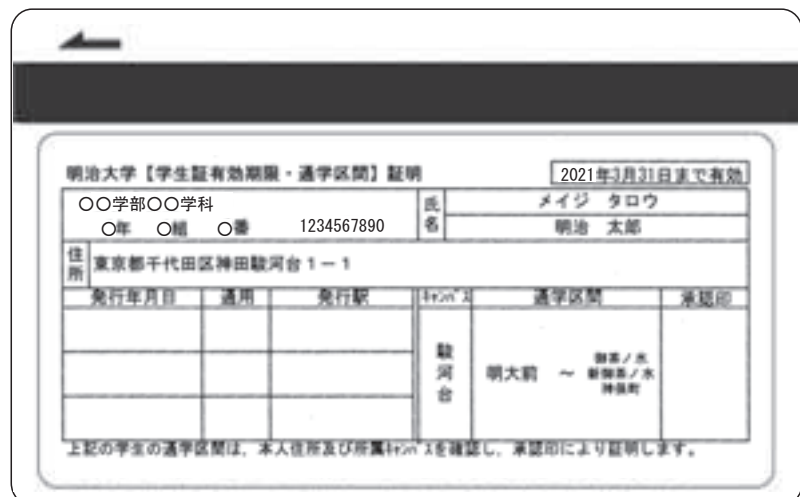 明治大学【学生証有効期限・通学区間】証明
2021年3月31日まで有効
〇〇学部〇〇学科
〇年 〇組 〇番 1234567890
氏名
メイジ タロウ
明治 太郎
住所
東京都千代田区神田駿河台1-1
発行年月日 通用 発行駅 キャンパス 通学区間 承認印
駿河台
明大前 ～
御茶ノ水
新御茶ノ水
神保町
上記の学生の通学区間は、本人住所及び所属キャンパスを確認し、承認印により証明します。